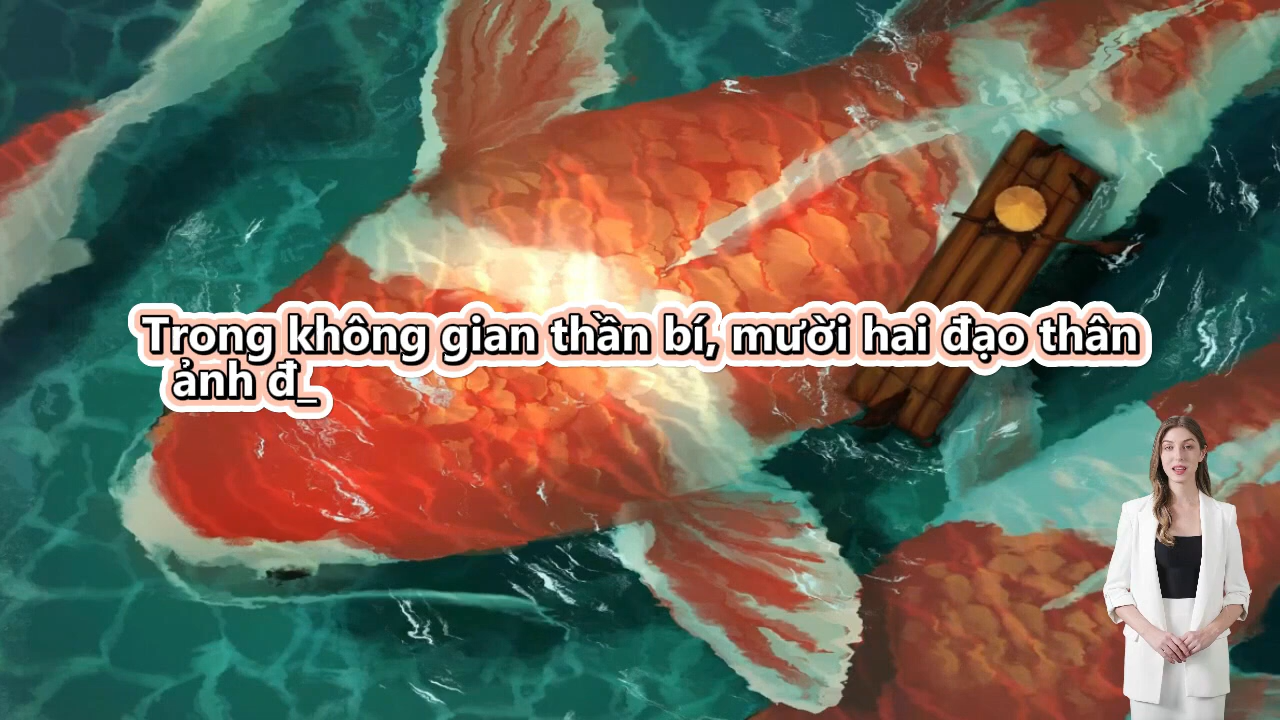 Trong không gian thần bí, mười hai đạo thân
ảnh đ_